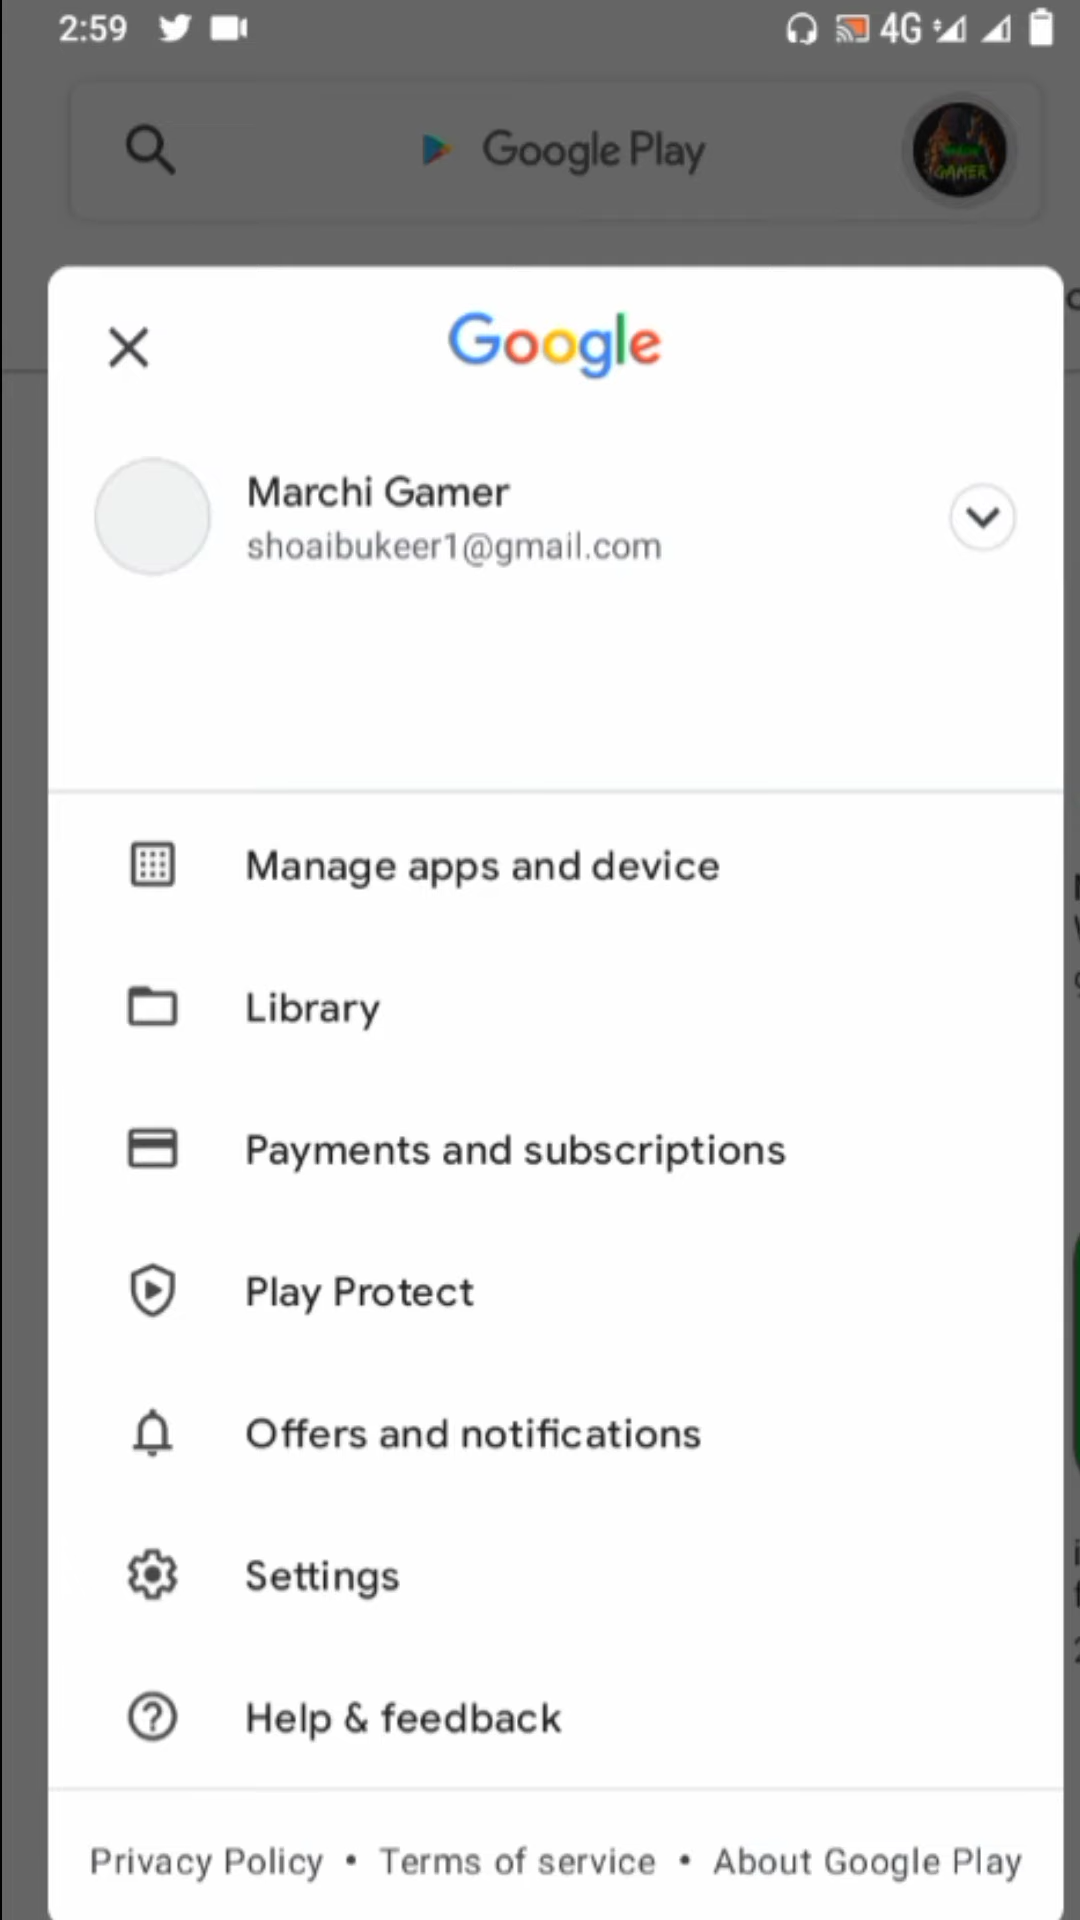 2:59
4G
Google Play
GAMER
Google
Marchi Gamer
shoaibukeer1@gmail.com
Manage apps and device
Library
Payments and subscriptions
Play Protect
Offers and notifications
Settings
Help & feedback
Privacy Policy • Terms of service • About Google Play